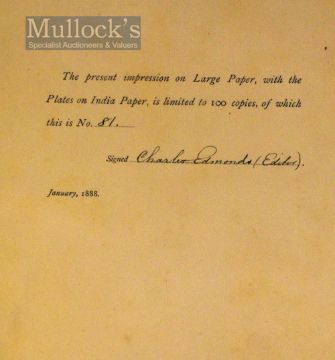 Mullock's
Specialist Auctioneers & Valuers
The present impression on Large Paper, with the
Plates on India Paper, is limited to 100 copies, of which
this is No. 81.
Signed Charles Edmonds (Editor).
January, 1888.